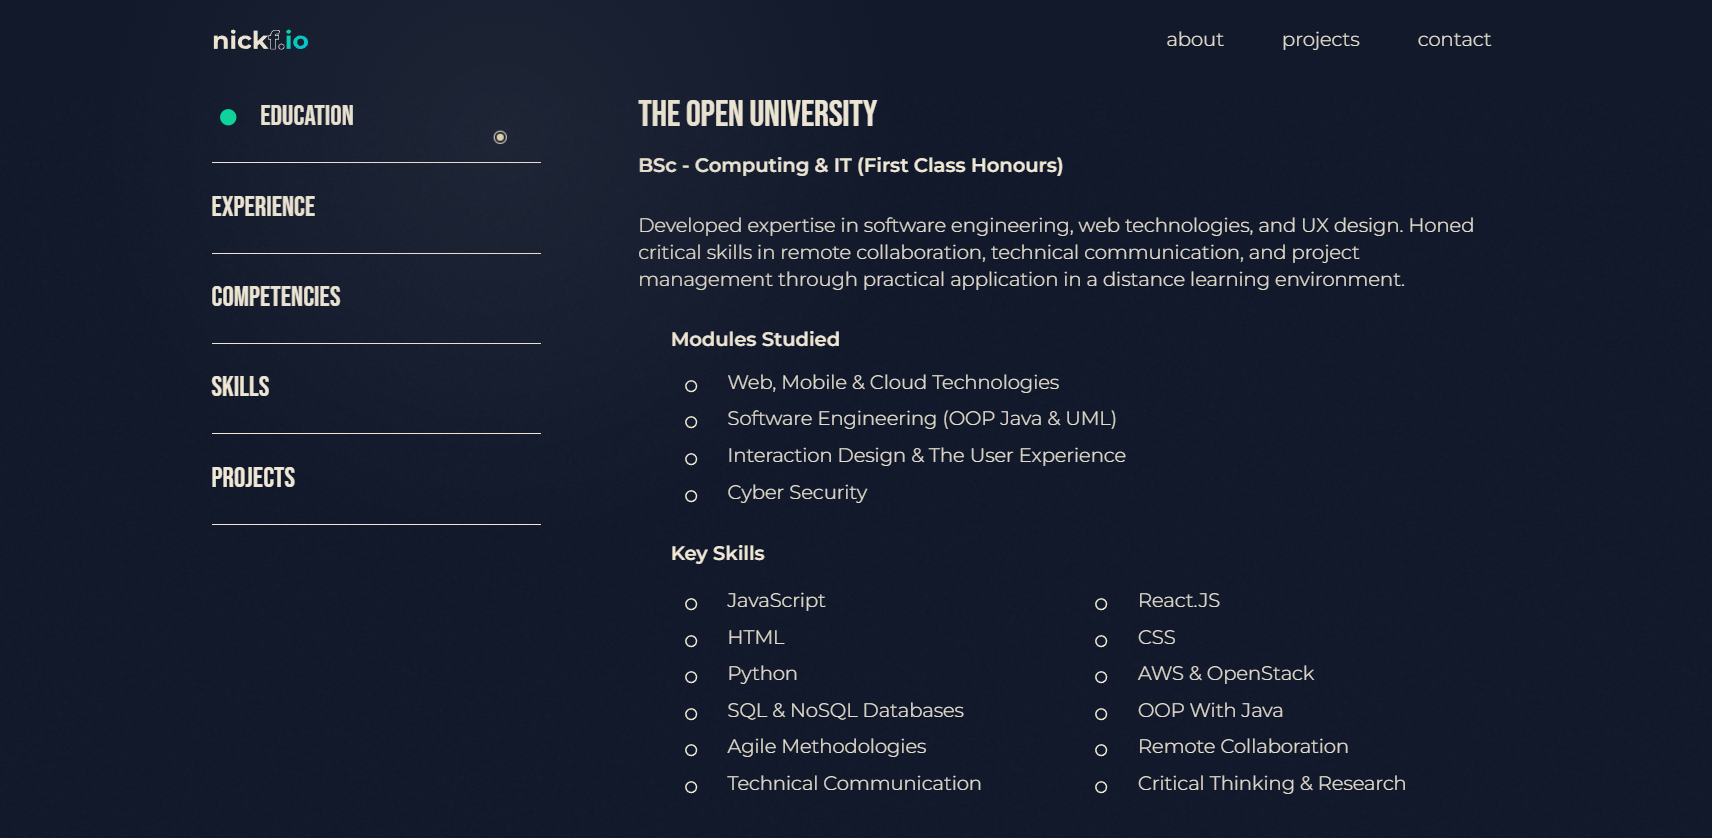 nickf.io
about projects contact
EDUCATION
EXPERIENCE
COMPETENCIES
SKILLS
PROJECTS
THE OPEN UNIVERSITY
BSc - Computing & IT (First Class Honours)
Developed expertise in software engineering, web technologies, and UX design. Honed
critical skills in remote collaboration, technical communication, and project
management through practical application in a distance learning environment.
Modules Studied
Web, Mobile & Cloud Technologies
Software Engineering (OOP Java & UML)
Interaction Design & The User Experience
Cyber Security
Key Skills
JavaScript
React.JS
HTML
CSS
Python
AWS & OpenStack
SQL & NoSQL Databases
OOP With Java
Agile Methodologies
Remote Collaboration
Technical Communication
Critical Thinking & Research